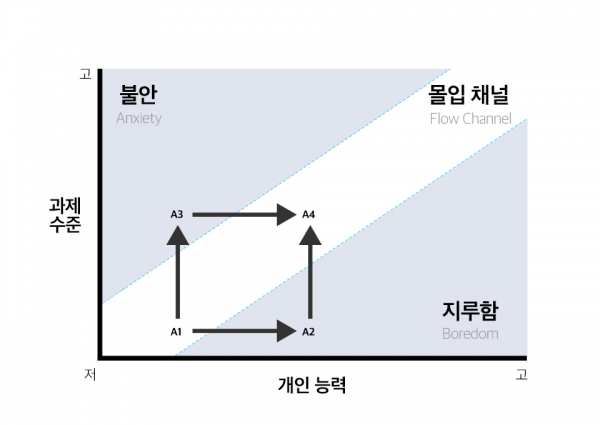 고
불안
Anxiety
몰입 채널
Flow Channel
과제
수준
A3
A4
A1
A2
지루함
Boredom
저
고
개인 능력